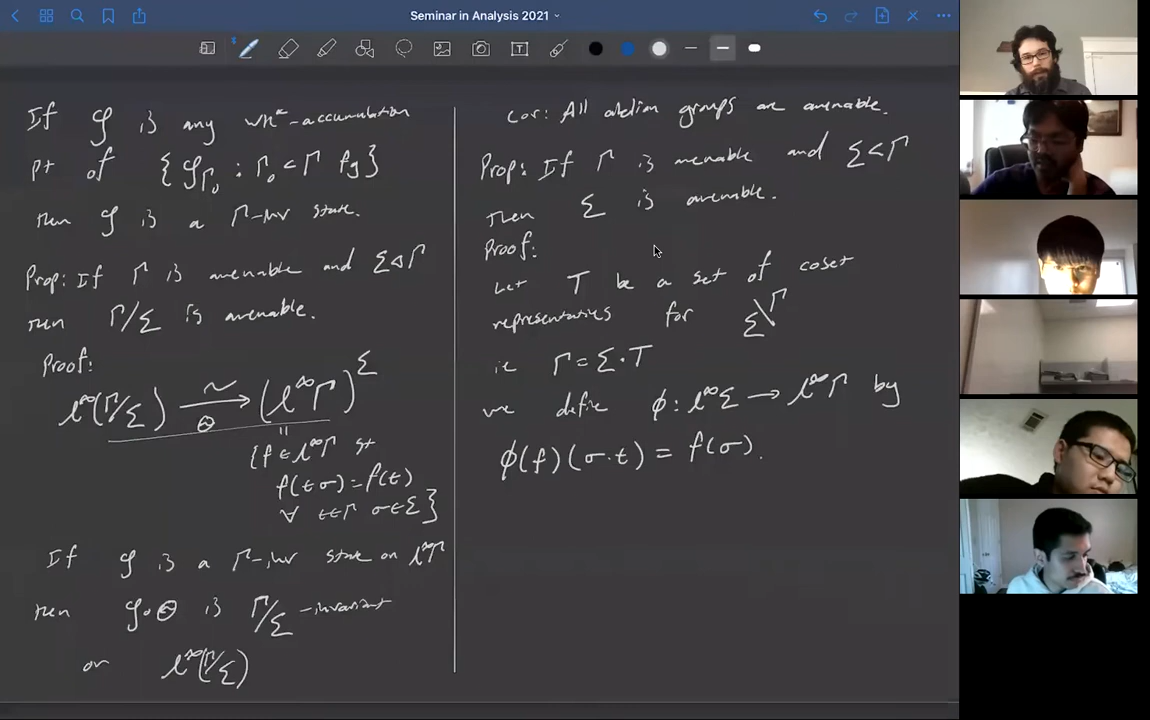 Seminar in Analysis 2021
If φ is any wk*-accumulation
pt of {φ_Γ₀ : Γ₀ < Γ fg}
then φ is a Γ-inv state.
Prop: If Γ is amenable and Σ ◁ Γ
then Γ/Σ is amenable.
Proof:
ℓ^∞(Γ/Σ) ~→_θ (ℓ^∞Γ)^Σ
=
{f ∈ ℓ^∞Γ st
f(tσ) = f(t)
∀ t∈Γ σ∈Σ}
If φ is a Γ-inv state on ℓ^∞Γ
then φ∘θ is Γ/Σ-invariant
on ℓ^∞(Γ/Σ)
Cor: All abelian groups are amenable.
Prop: If Γ is amenable and Σ < Γ
Then Σ is amenable.
Proof:
Let T be a set of coset
representatives for Σ\Γ
ie Γ = Σ·T
we define ϕ: ℓ^∞Σ → ℓ^∞Γ by
ϕ(f)(σ·t) = f(σ).